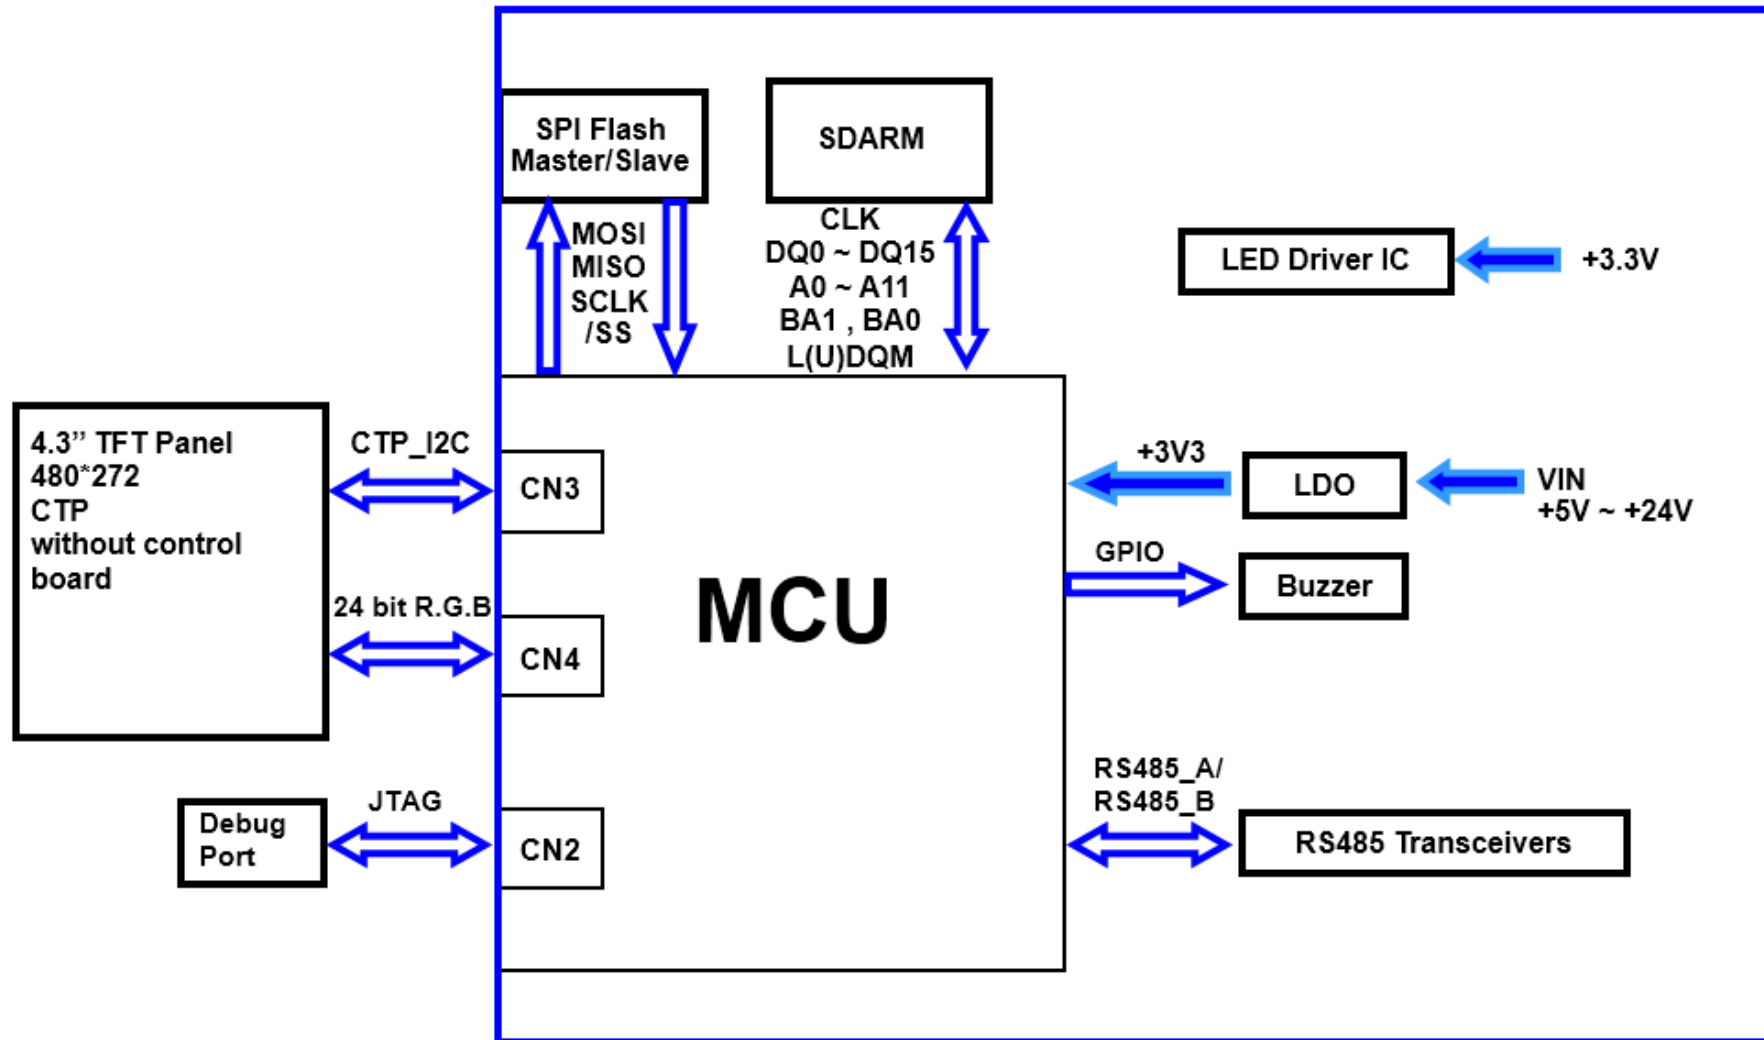 SPI Flash
Master/Slave
SDARM
MOSI
MISO
SCLK
/SS
CLK
DQ0 ~ DQ15
A0 ~ A11
BA1 , BA0
L(U)DQM
LED Driver IC
+3.3V
4.3” TFT Panel
480*272
CTP
without control
board
CTP_I2C
CN3
24 bit R.G.B
CN4
MCU
+3V3
LDO
VIN
+5V ~ +24V
GPIO
Buzzer
Debug
Port
JTAG
CN2
RS485_A/
RS485_B
RS485 Transceivers